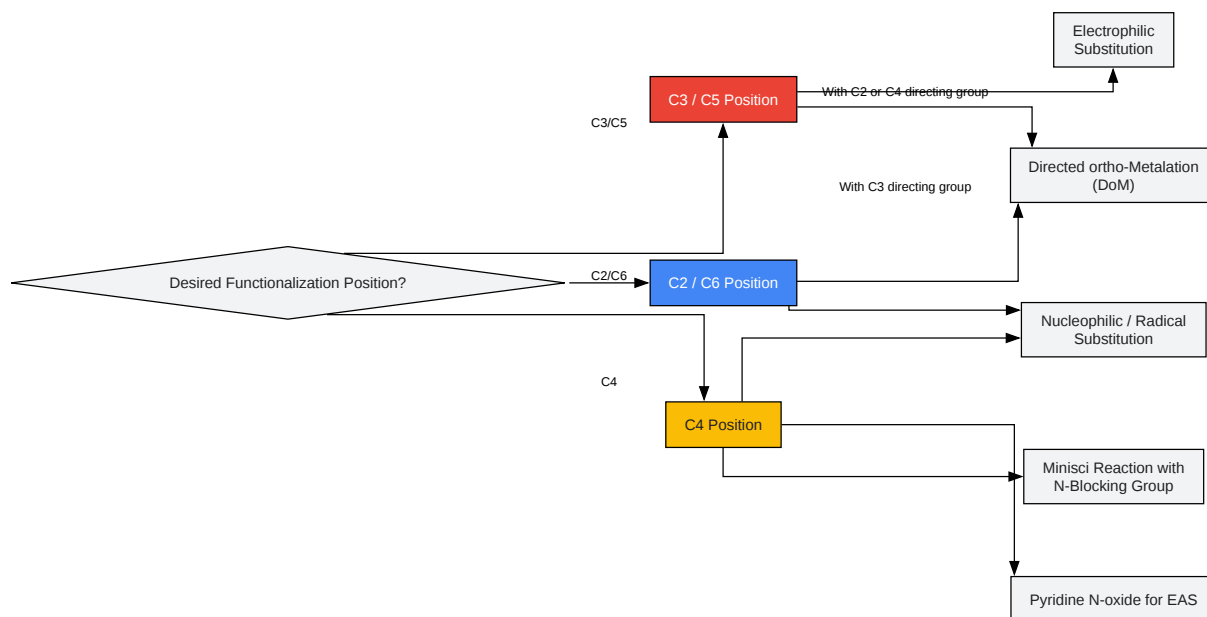 Electrophilic
Substitution
C3 / C5 Position
With C2 or C4 directing group
C3/C5
Directed ortho-Metalation
(DoM)
With C3 directing group
Desired Functionalization Position?
C2/C6
C2 / C6 Position
Nucleophilic / Radical
Substitution
C4
C4 Position
Minisci Reaction with
N-Blocking Group
Pyridine N-oxide for EAS